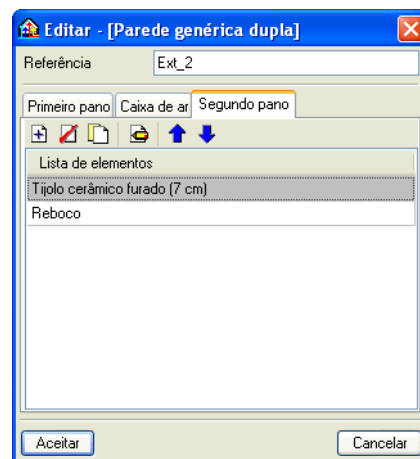 Editar - [Parede genérica dupla]
Referência Ext_2
Primeiro pano Caixa de ar Segundo pano
Lista de elementos
Tijolo cerâmico furado (7 cm)
Reboco
Aceitar Cancelar